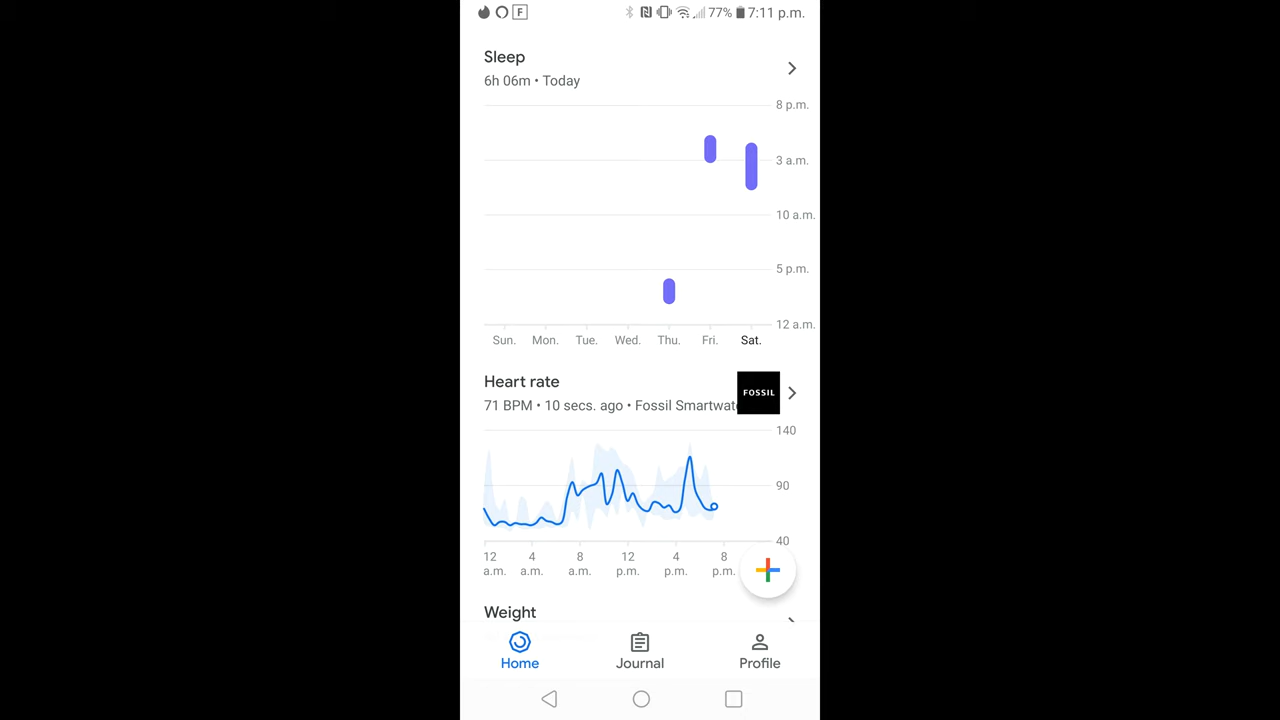 F
77% 7:11 p.m.
Sleep
6h 06m • Today
8 p.m.
3 a.m.
10 a.m.
5 p.m.
12 a.m.
Sun. Mon. Tue. Wed. Thu. Fri. Sat.
Heart rate
FOSSIL
71 BPM • 10 secs. ago • Fossil Smartwat
140
90
40
12 4 8 12 4 8
a.m. a.m. a.m. p.m. p.m. p.m.
Weight
Home Journal Profile